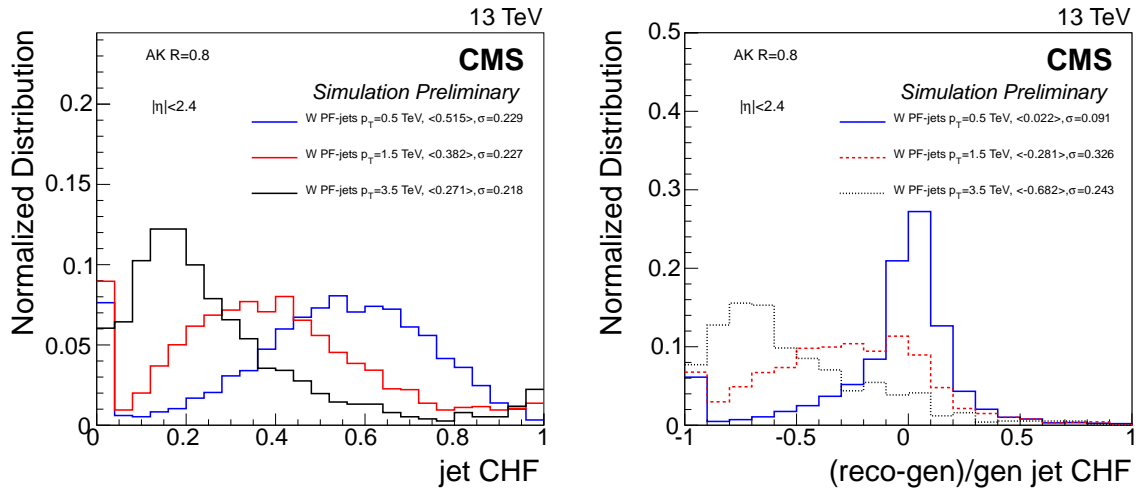 13 TeV
CMS
AK R=0.8
Simulation Preliminary
|η|<2.4
W PF-jets p_T=0.5 TeV, <0.515>,σ=0.229
W PF-jets p_T=1.5 TeV, <0.382>,σ=0.227
W PF-jets p_T=3.5 TeV, <0.271>,σ=0.218
Normalized Distribution
0.2
0.15
0.1
0.05
0
0 0.2 0.4 0.6 0.8 1
jet CHF
13 TeV
CMS
AK R=0.8
Simulation Preliminary
|η|<2.4
W PF-jets p_T=0.5 TeV, <0.022>,σ=0.091
W PF-jets p_T=1.5 TeV, <-0.281>,σ=0.326
W PF-jets p_T=3.5 TeV, <-0.682>,σ=0.243
Normalized Distribution
0.5
0.4
0.3
0.2
0.1
0
-1 -0.5 0 0.5 1
(reco-gen)/gen jet CHF